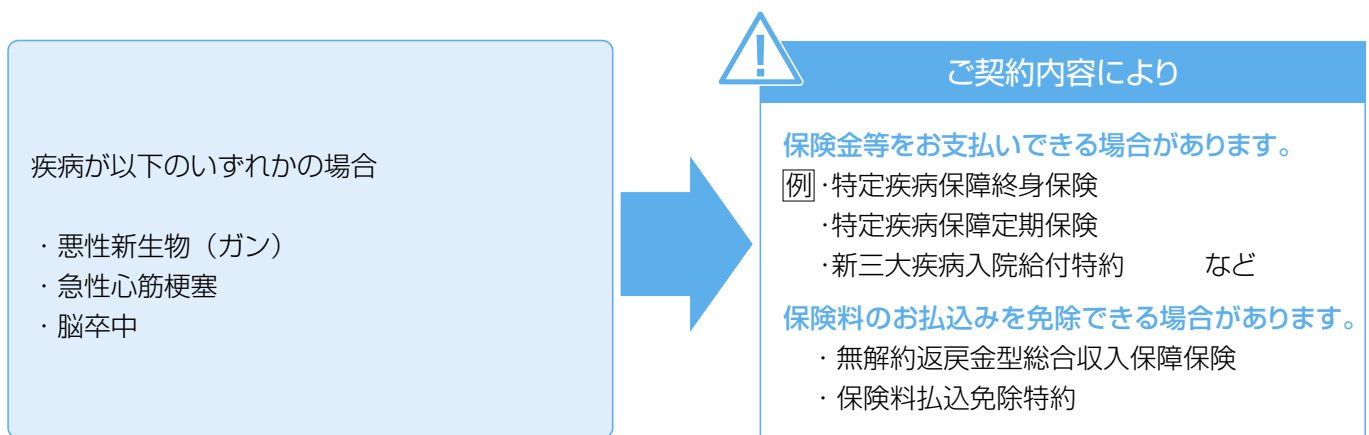 疾病が以下のいずれかの場合
・悪性新生物（ガン）
・急性心筋梗塞
・脳卒中
ご契約内容により
保険金等をお支払いできる場合があります。
例・特定疾病保障終身保険
・特定疾病保障定期保険
・新三大疾病入院給付特約 など
保険料のお払込みを免除できる場合があります。
・無解約返戻金型総合収入保障保険
・保険料払込免除特約